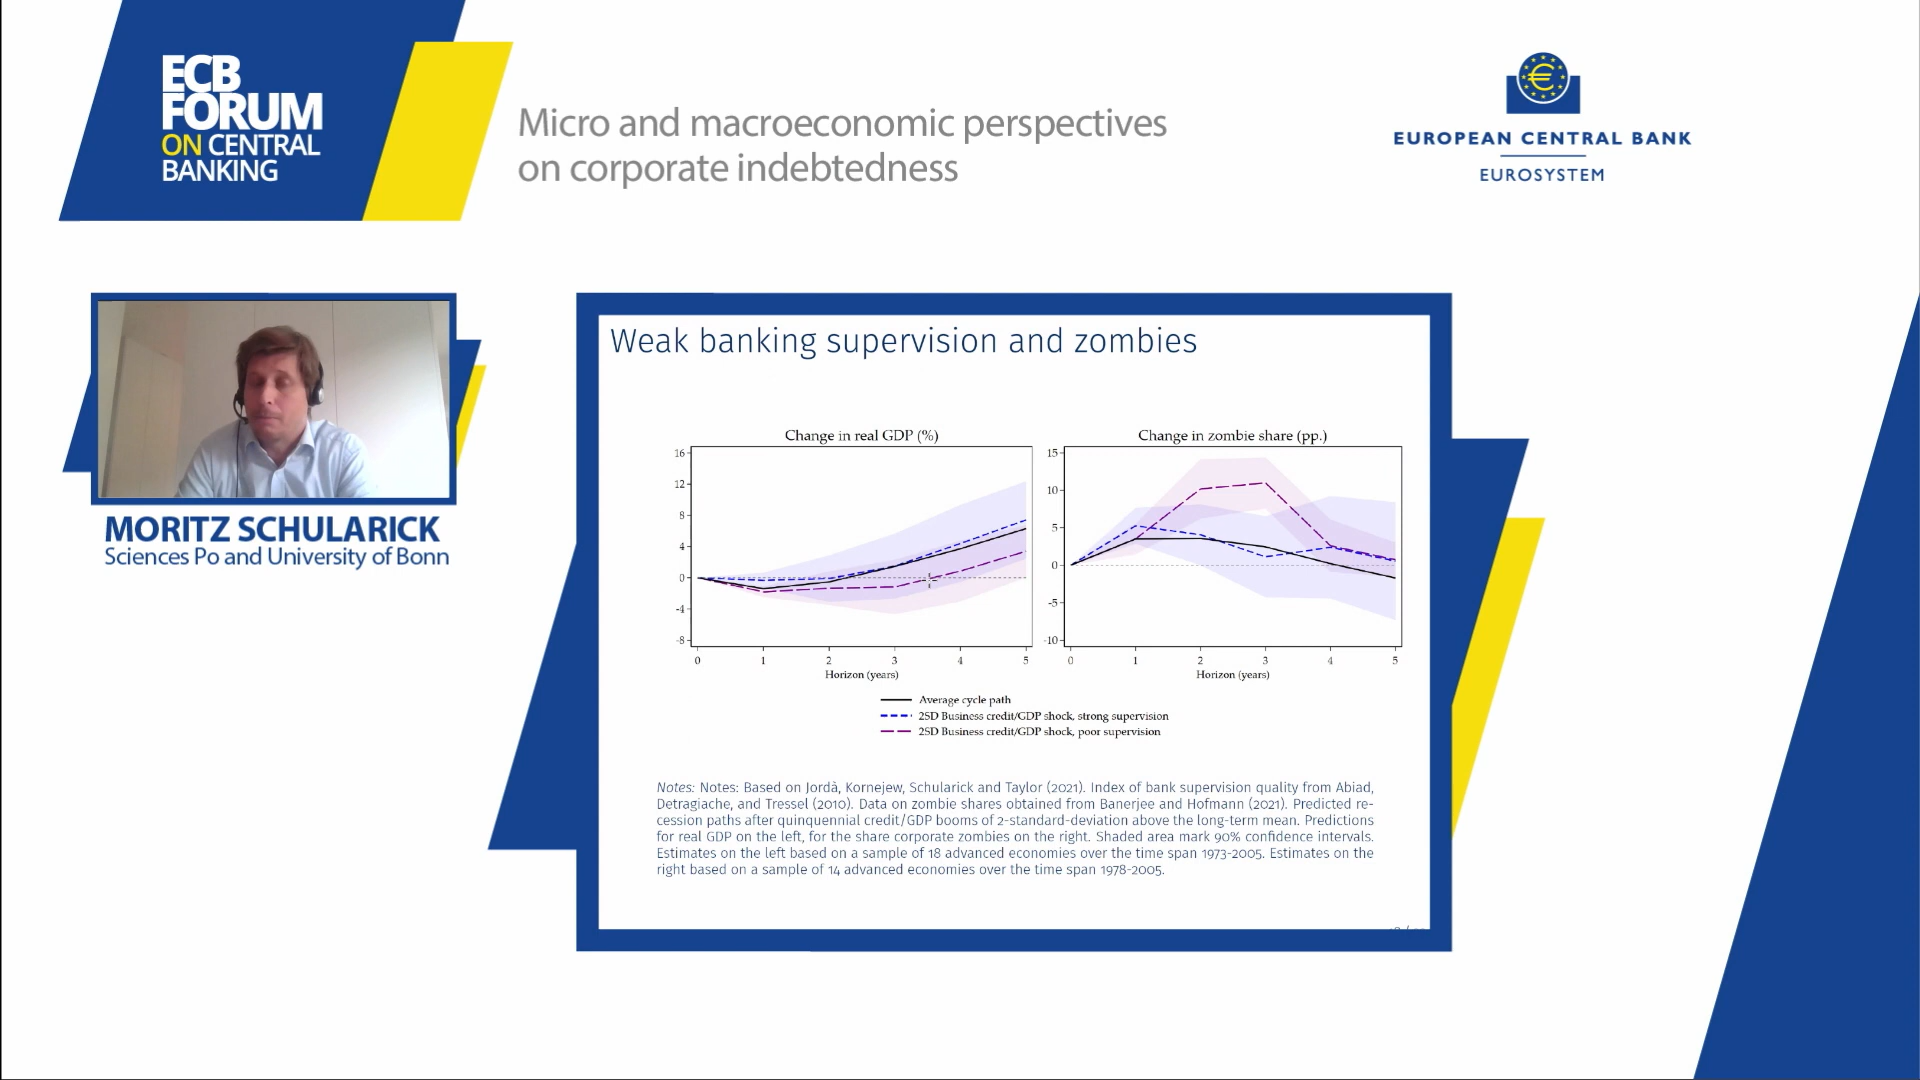 ECB
FORUM
ON CENTRAL
BANKING
Micro and macroeconomic perspectives
on corporate indebtedness
EUROPEAN CENTRAL BANK
EUROSYSTEM
MORITZ SCHULARICK
Sciences Po and University of Bonn
Weak banking supervision and zombies
Change in real GDP (%)
16
12
8
4
0
-4
-8
0 1 2 3 4 5
Horizon (years)
Change in zombie share (pp.)
15
10
5
0
-5
-10
0 1 2 3 4 5
Horizon (years)
Average cycle path
2SD Business credit/GDP shock, strong supervision
2SD Business credit/GDP shock, poor supervision
Notes: Notes: Based on Jordà, Kornejew, Schularick and Taylor (2021). Index of bank supervision quality from Abiad,
Detragiache, and Tressel (2010). Data on zombie shares obtained from Banerjee and Hofmann (2021). Predicted re-
cession paths after quinquennial credit/GDP booms of 2-standard-deviation above the long-term mean. Predictions
for real GDP on the left, for the share corporate zombies on the right. Shaded area mark 90% confidence intervals.
Estimates on the left based on a sample of 18 advanced economies over the time span 1973-2005. Estimates on the
right based on a sample of 14 advanced economies over the time span 1978-2005.